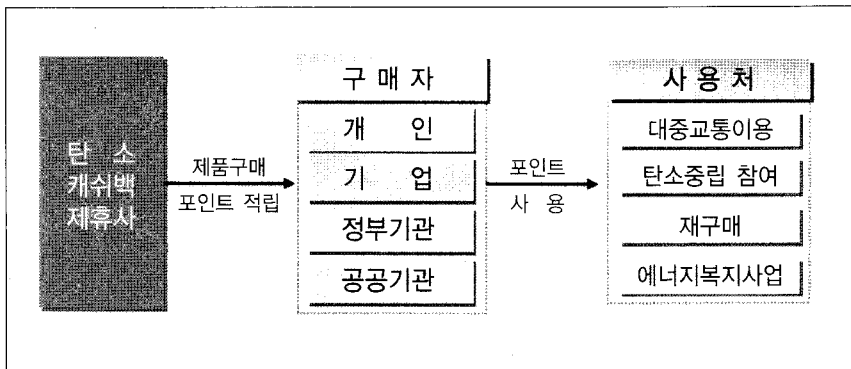 탄 소
캐쉬백
제휴사
제품구매
포인트 적립
구 매 자
개 인
기 업
정부기관
공공기관
포인트
사 용
사 용 처
대중교통이용
탄소중립 참여
재구매
에너지복지사업